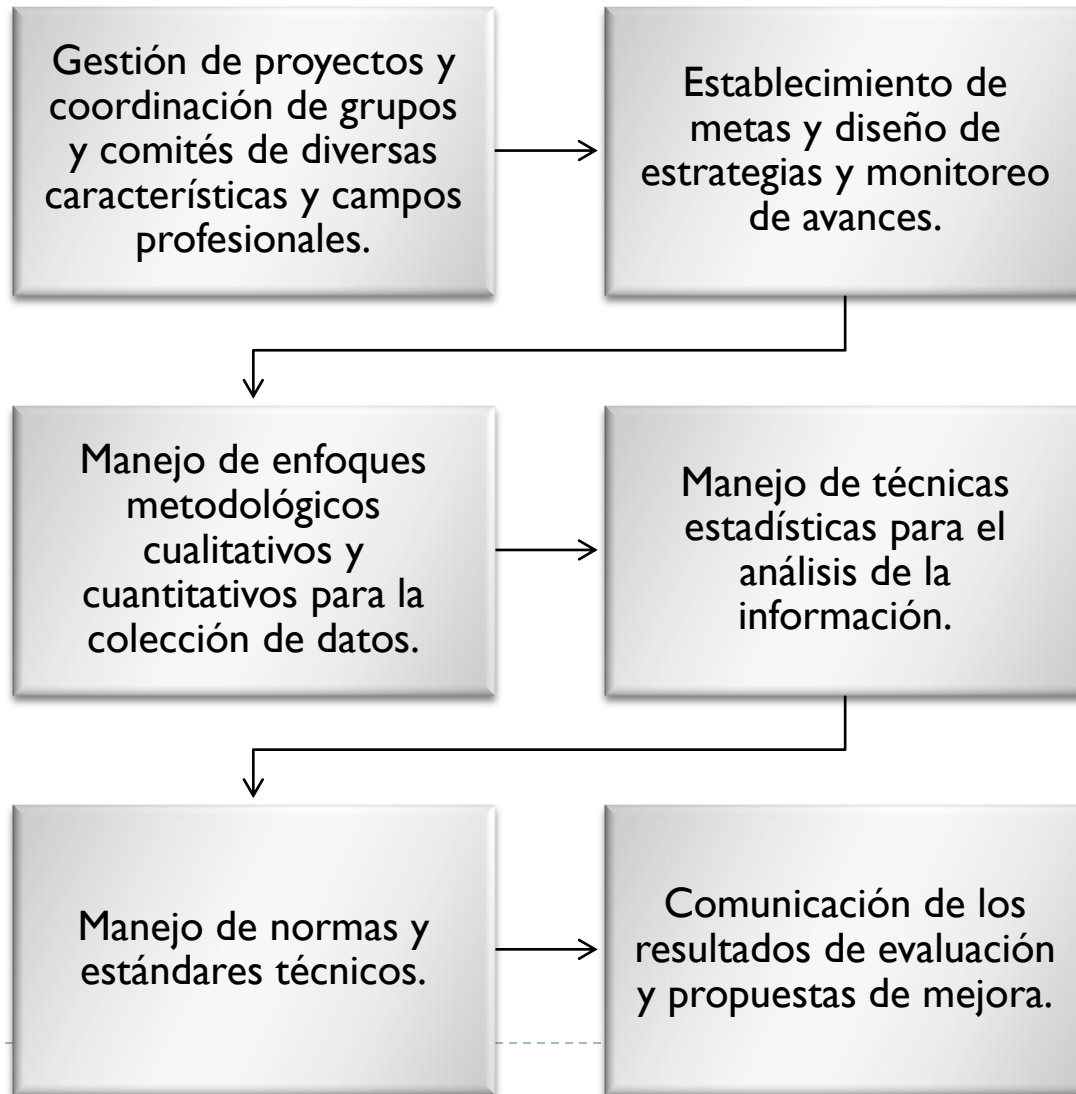 Gestión de proyectos y
coordinación de grupos
y comités de diversas
características y campos
profesionales.
Establecimiento de
metas y diseño de
estrategias y monitoreo
de avances.
Manejo de enfoques
metodológicos
cualitativos y
cuantitativos para la
colección de datos.
Manejo de técnicas
estadísticas para el
análisis de la
información.
Manejo de normas y
estándares técnicos.
Comunicación de los
resultados de evaluación
y propuestas de mejora.